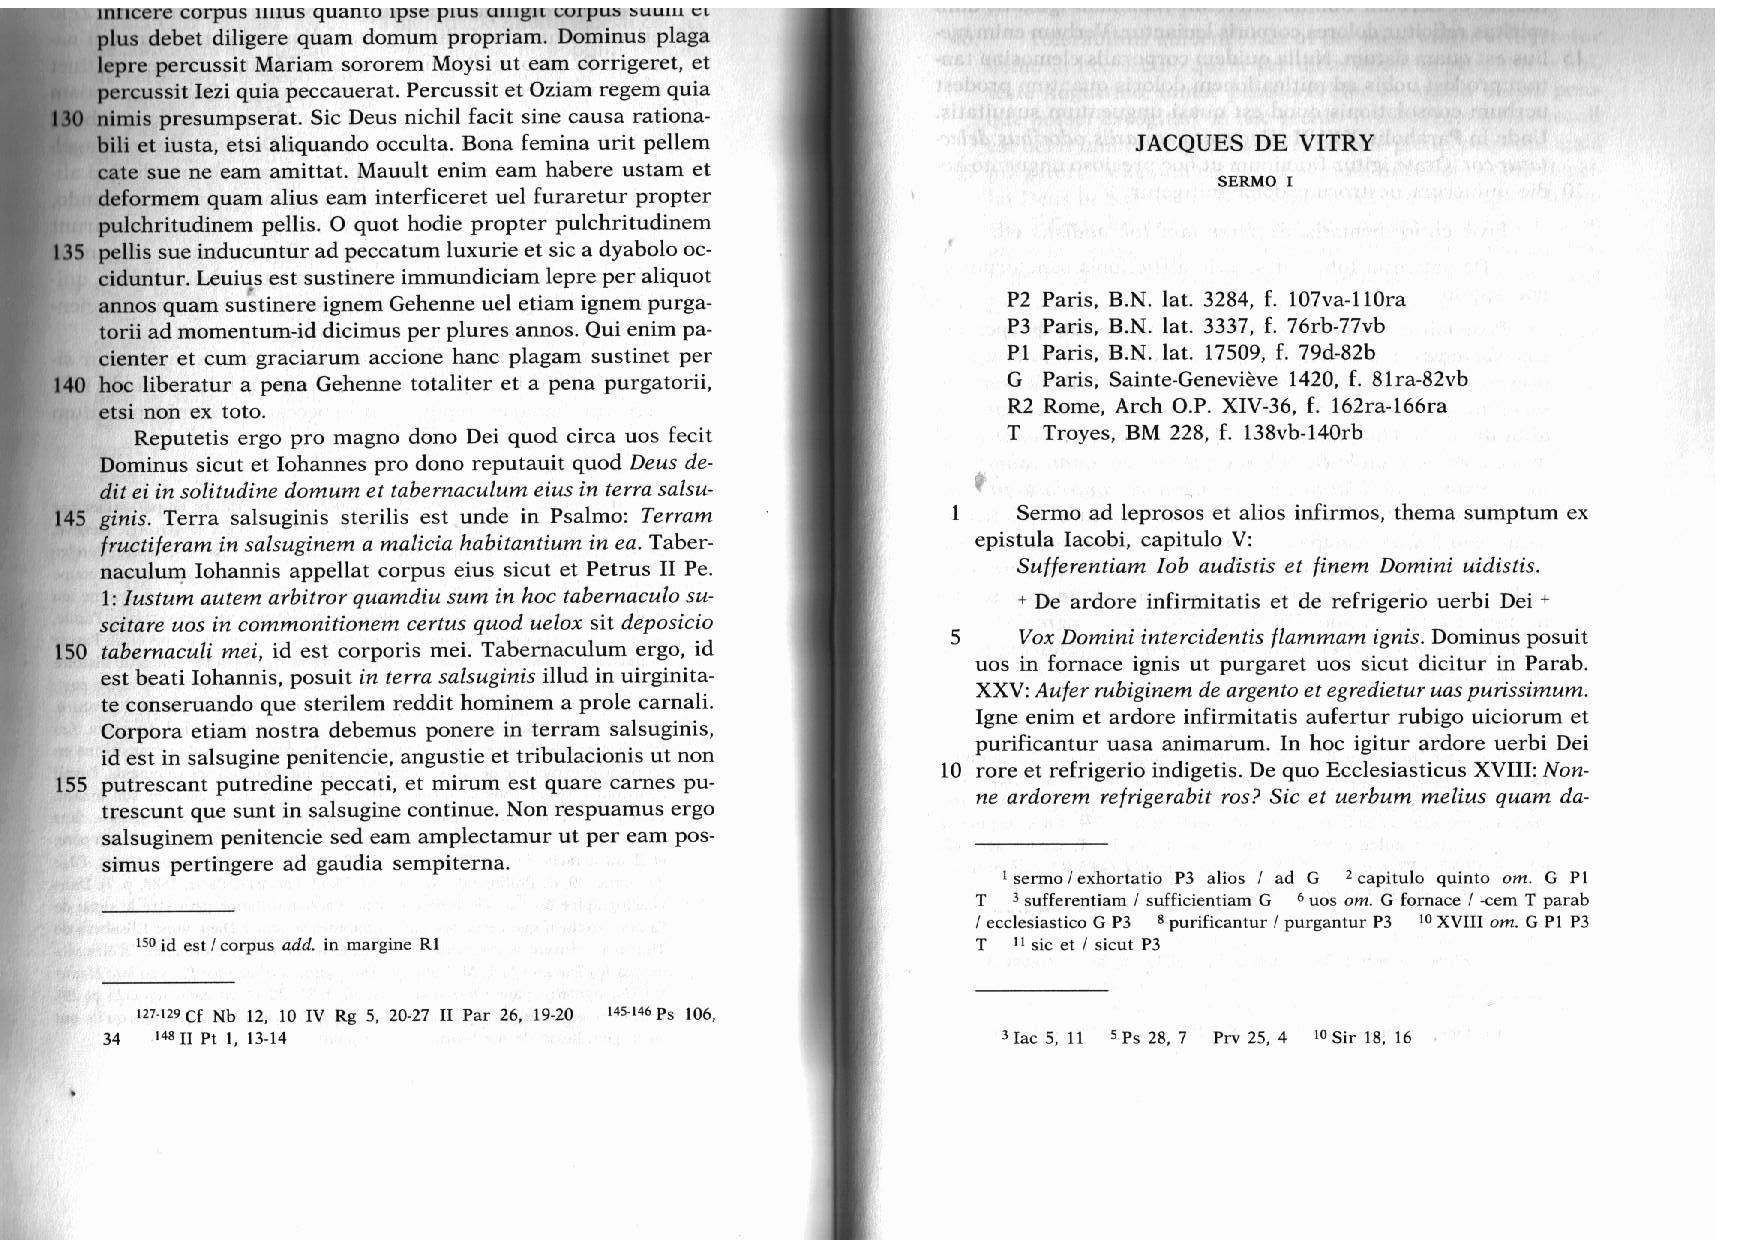 inficere corpus illius quanto ipse plus diligit corpus suum et
plus debet diligere quam domum propriam. Dominus plaga
lepre percussit Mariam sororem Moysi ut eam corrigeret, et
percussit Iezi quia peccauerat. Percussit et Oziam regem quia
130 nimis presumpserat. Sic Deus nichil facit sine causa rationa-
bili et iusta, etsi aliquando occulta. Bona femina urit pellem
cate sue ne eam amittat. Mauult enim eam habere ustam et
deformem quam alius eam interficeret uel furaretur propter
pulchritudinem pellis. O quot hodie propter pulchritudinem
135 pellis sue inducuntur ad peccatum luxurie et sic a dyabolo oc-
ciduntur. Leuius est sustinere immundiciam lepre per aliquot
annos quam sustinere ignem Gehenne uel etiam ignem purga-
torii ad momentum-id dicimus per plures annos. Qui enim pa-
cienter et cum graciarum accione hanc plagam sustinet per
140 hoc liberatur a pena Gehenne totaliter et a pena purgatorii,
etsi non ex toto.
Reputetis ergo pro magno dono Dei quod circa uos fecit
Dominus sicut et Iohannes pro dono reputauit quod Deus de-
dit ei in solitudine domum et tabernaculum eius in terra salsu-
145 ginis. Terra salsuginis sterilis est unde in Psalmo: Terram
fructiferam in salsuginem a malicia habitantium in ea. Taber-
naculum Iohannis appellat corpus eius sicut et Petrus II Pe.
1: Iustum autem arbitror quamdiu sum in hoc tabernaculo su-
scitare uos in commonitionem certus quod uelox sit deposicio
150 tabernaculi mei, id est corporis mei. Tabernaculum ergo, id
est beati Iohannis, posuit in terra salsuginis illud in uirginita-
te conseruando que sterilem reddit hominem a prole carnali.
Corpora etiam nostra debemus ponere in terram salsuginis,
id est in salsugine penitencie, angustie et tribulacionis ut non
155 putrescant putredine peccati, et mirum est quare carnes pu-
trescunt que sunt in salsugine continue. Non respuamus ergo
salsuginem penitencie sed eam amplectamur ut per eam pos-
simus pertingere ad gaudia sempiterna.
150 id est / corpus add. in margine R1
127-129 Cf Nb 12, 10 IV Rg 5, 20-27 II Par 26, 19-20 145-146 Ps 106,
34 148 II Pt 1, 13-14
JACQUES DE VITRY
SERMO I
P2 Paris, B.N. lat. 3284, f. 107va-110ra
P3 Paris, B.N. lat. 3337, f. 76rb-77vb
P1 Paris, B.N. lat. 17509, f. 79d-82b
G Paris, Sainte-Geneviève 1420, f. 81ra-82vb
R2 Rome, Arch O.P. XIV-36, f. 162ra-166ra
T Troyes, BM 228, f. 138vb-140rb
1 Sermo ad leprosos et alios infirmos, thema sumptum ex
epistula Iacobi, capitulo V:
Sufferentiam Iob audistis et finem Domini uidistis.
+ De ardore infirmitatis et de refrigerio uerbi Dei +
5 Vox Domini intercidentis flammam ignis. Dominus posuit
uos in fornace ignis ut purgaret uos sicut dicitur in Parab.
XXV: Aufer rubiginem de argento et egredietur uas purissimum.
Igne enim et ardore infirmitatis aufertur rubigo uiciorum et
purificantur uasa animarum. In hoc igitur ardore uerbi Dei
10 rore et refrigerio indigetis. De quo Ecclesiasticus XVIII: Non-
ne ardorem refrigerabit ros? Sic et uerbum melius quam da-
1 sermo / exhortatio P3 alios / ad G 2 capitulo quinto om. G P1
T 3 sufferentiam / sufficientiam G 6 uos om. G fornace / -cem T parab
/ ecclesiastico G P3 8 purificantur / purgantur P3 10 XVIII om. G P1 P3
T 11 sic et / sicut P3
3 Iac 5, 11 5 Ps 28, 7 Prv 25, 4 10 Sir 18, 16